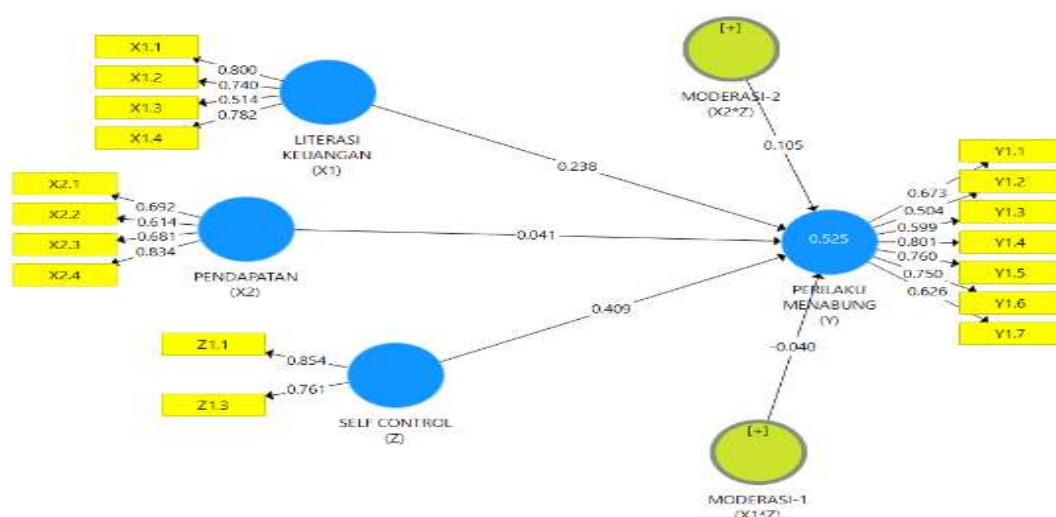 X1.1
X1.2
X1.3
X1.4
0.800
0.740
0.514
0.782
LITERASI
KEUANGAN
(X1)
[+]
MODERASI-2
(X2*Z)
0.105
0.238
X2.1
X2.2
X2.3
X2.4
0.692
0.614
0.681
0.834
PENDAPATAN
(X2)
0.041
0.525
PERILAKU
MENABUNG
(Y)
0.673
0.504
0.599
0.801
0.760
0.750
0.626
Y1.1
Y1.2
Y1.3
Y1.4
Y1.5
Y1.6
Y1.7
Z1.1
Z1.3
0.854
0.761
SELF CONTROL
(Z)
0.409
-0.040
[+]
MODERASI-1
(X1*Z)